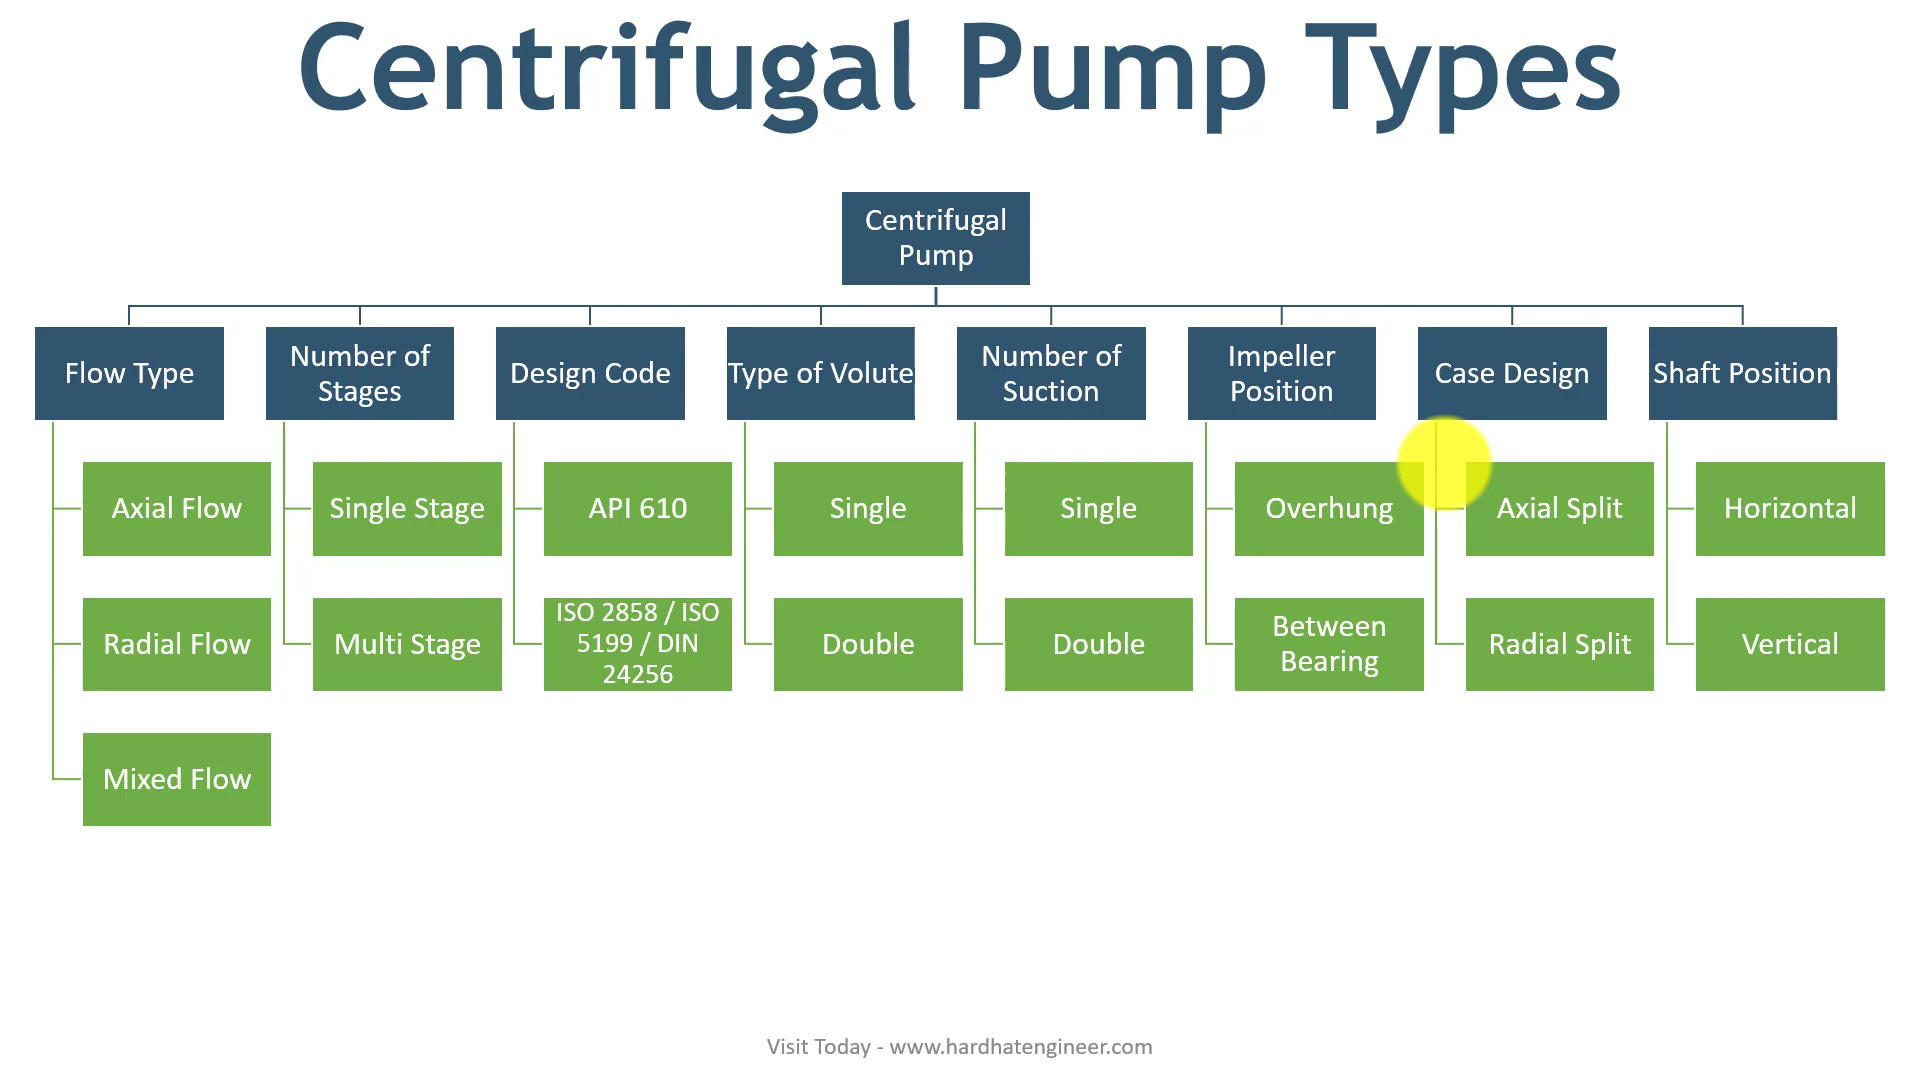 Centrifugal Pump Types
Centrifugal
Pump
Flow Type
Number of
Stages
Design Code
Type of Volute
Number of
Suction
Impeller
Position
Case Design
Shaft Position
Axial Flow
Single Stage
API 610
Single
Single
Overhung
Axial Split
Horizontal
Radial Flow
Multi Stage
ISO 2858 / ISO
5199 / DIN
24256
Double
Double
Between
Bearing
Radial Split
Vertical
Mixed Flow
Visit Today - www.hardhatengineer.com